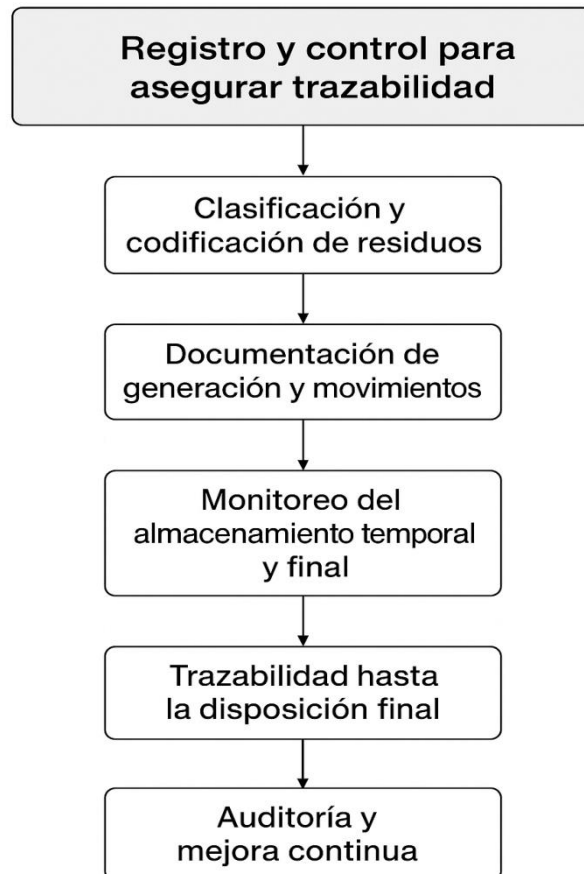 Registro y control para
asegurar trazabilidad
Clasificación y
codificación de residuos
Documentación de
generación y movimientos
Monitoreo del
almacenamiento temporal
y final
Trazabilidad hasta
la disposición final
Auditoría y
mejora continua